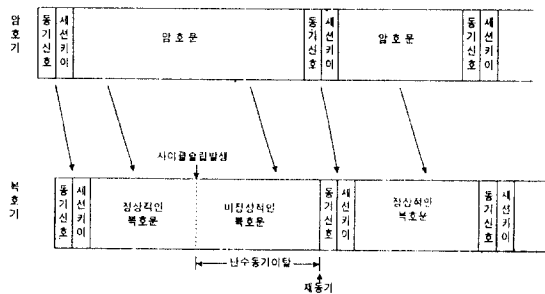 암호기
동기신호
세션키이
암 호 문
동기신호
세션키이
암 호 문
동기신호
세션키이
사이클슬립발생
복호기
동기신호
세션키이
정상적인
복호문
비정상적인
복호문
동기신호
세션키이
정상적인
복호문
동기신호
세션키이
난수동기이탈
재동기